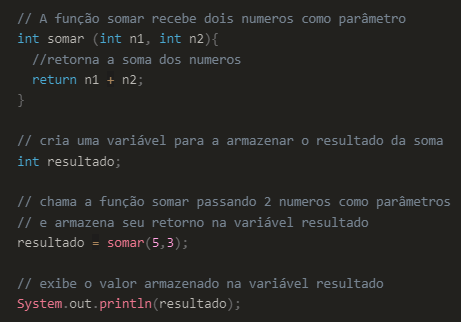 // A função somar recebe dois numeros como parâmetro
int somar (int n1, int n2){
//retorna a soma dos numeros
return n1 + n2;
}
// cria uma variável para a armazenar o resultado da soma
int resultado;
// chama a função somar passando 2 numeros como parâmetros
// e armazena seu retorno na variável resultado
resultado = somar(5,3);
// exibe o valor armazenado na variável resultado
System.out.println(resultado);